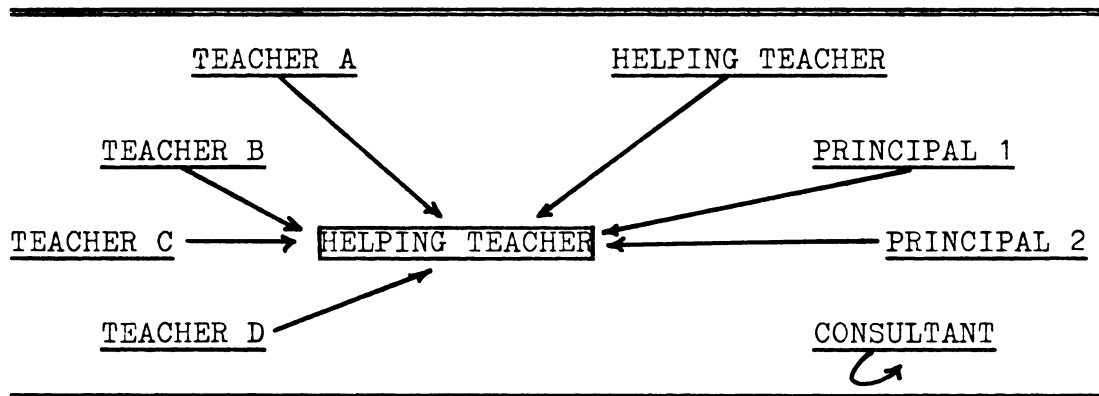 TEACHER A HELPING TEACHER
TEACHER B PRINCIPAL 1
TEACHER C HELPING TEACHER PRINCIPAL 2
TEACHER D CONSULTANT